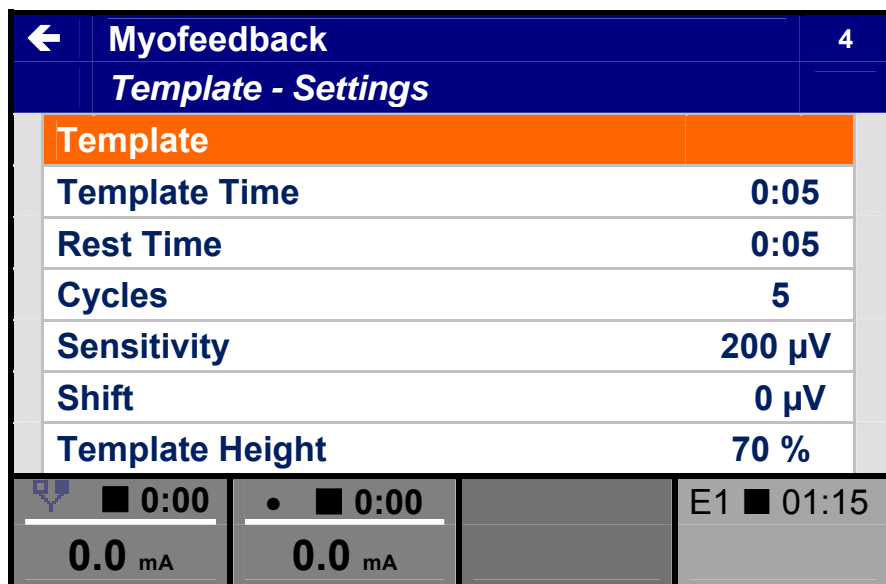 Myofeedback 4
Template - Settings
Template
Template Time 0:05
Rest Time 0:05
Cycles 5
Sensitivity 200 µV
Shift 0 µV
Template Height 70 %
0:00 0:00 E1 01:15
0.0 mA 0.0 mA